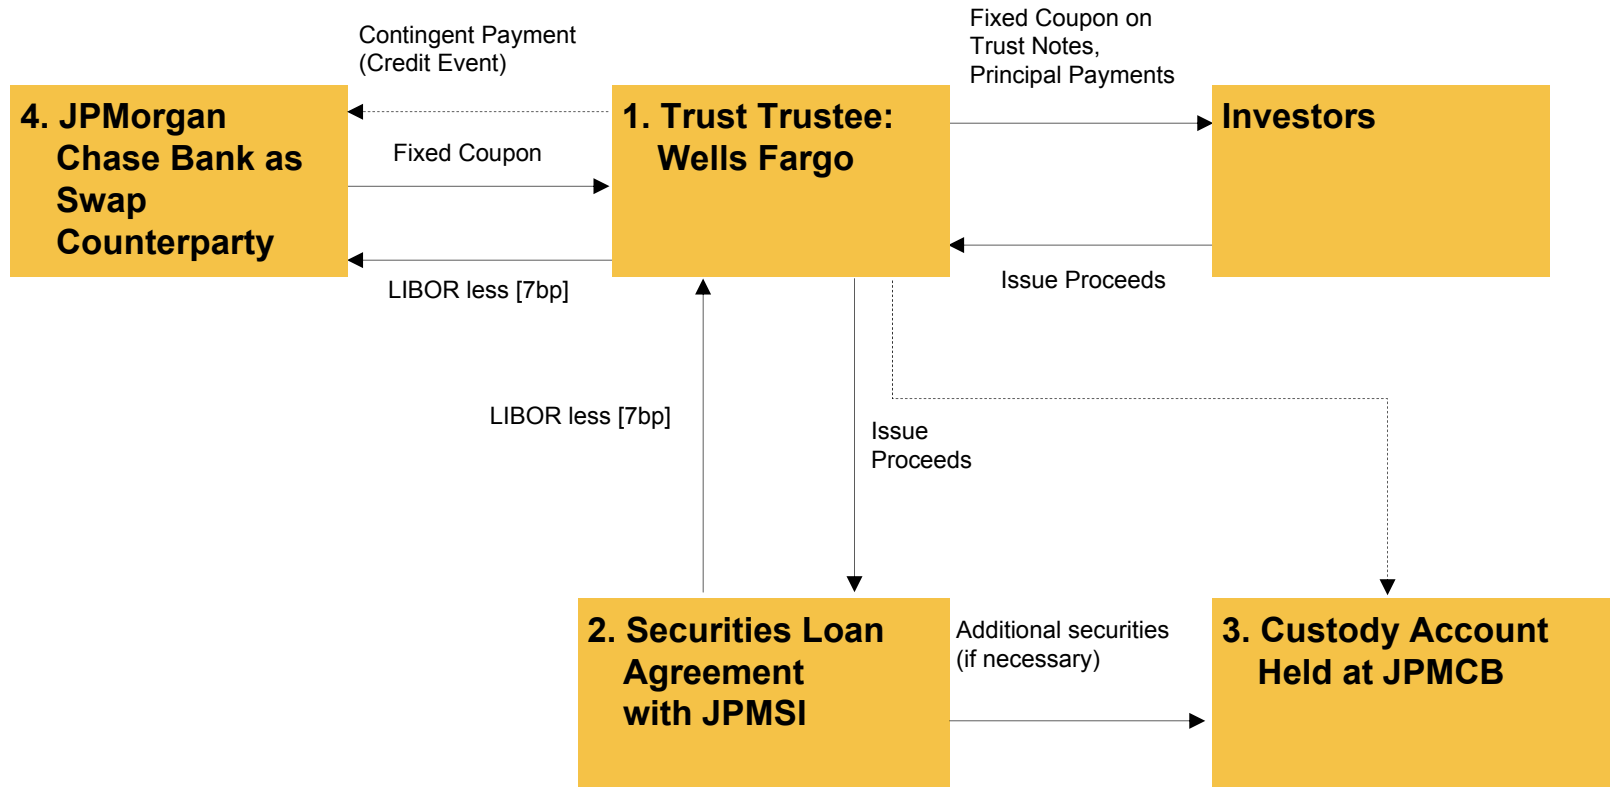 Contingent Payment
(Credit Event)
Fixed Coupon on
Trust Notes,
Principal Payments
4. JPMorgan
Chase Bank as
Swap
Counterparty
Fixed Coupon
LIBOR less [7bp]
1. Trust Trustee:
Wells Fargo
Investors
Issue Proceeds
LIBOR less [7bp]
Issue
Proceeds
2. Securities Loan
Agreement
with JPMSI
Additional securities
(if necessary)
3. Custody Account
Held at JPMCB